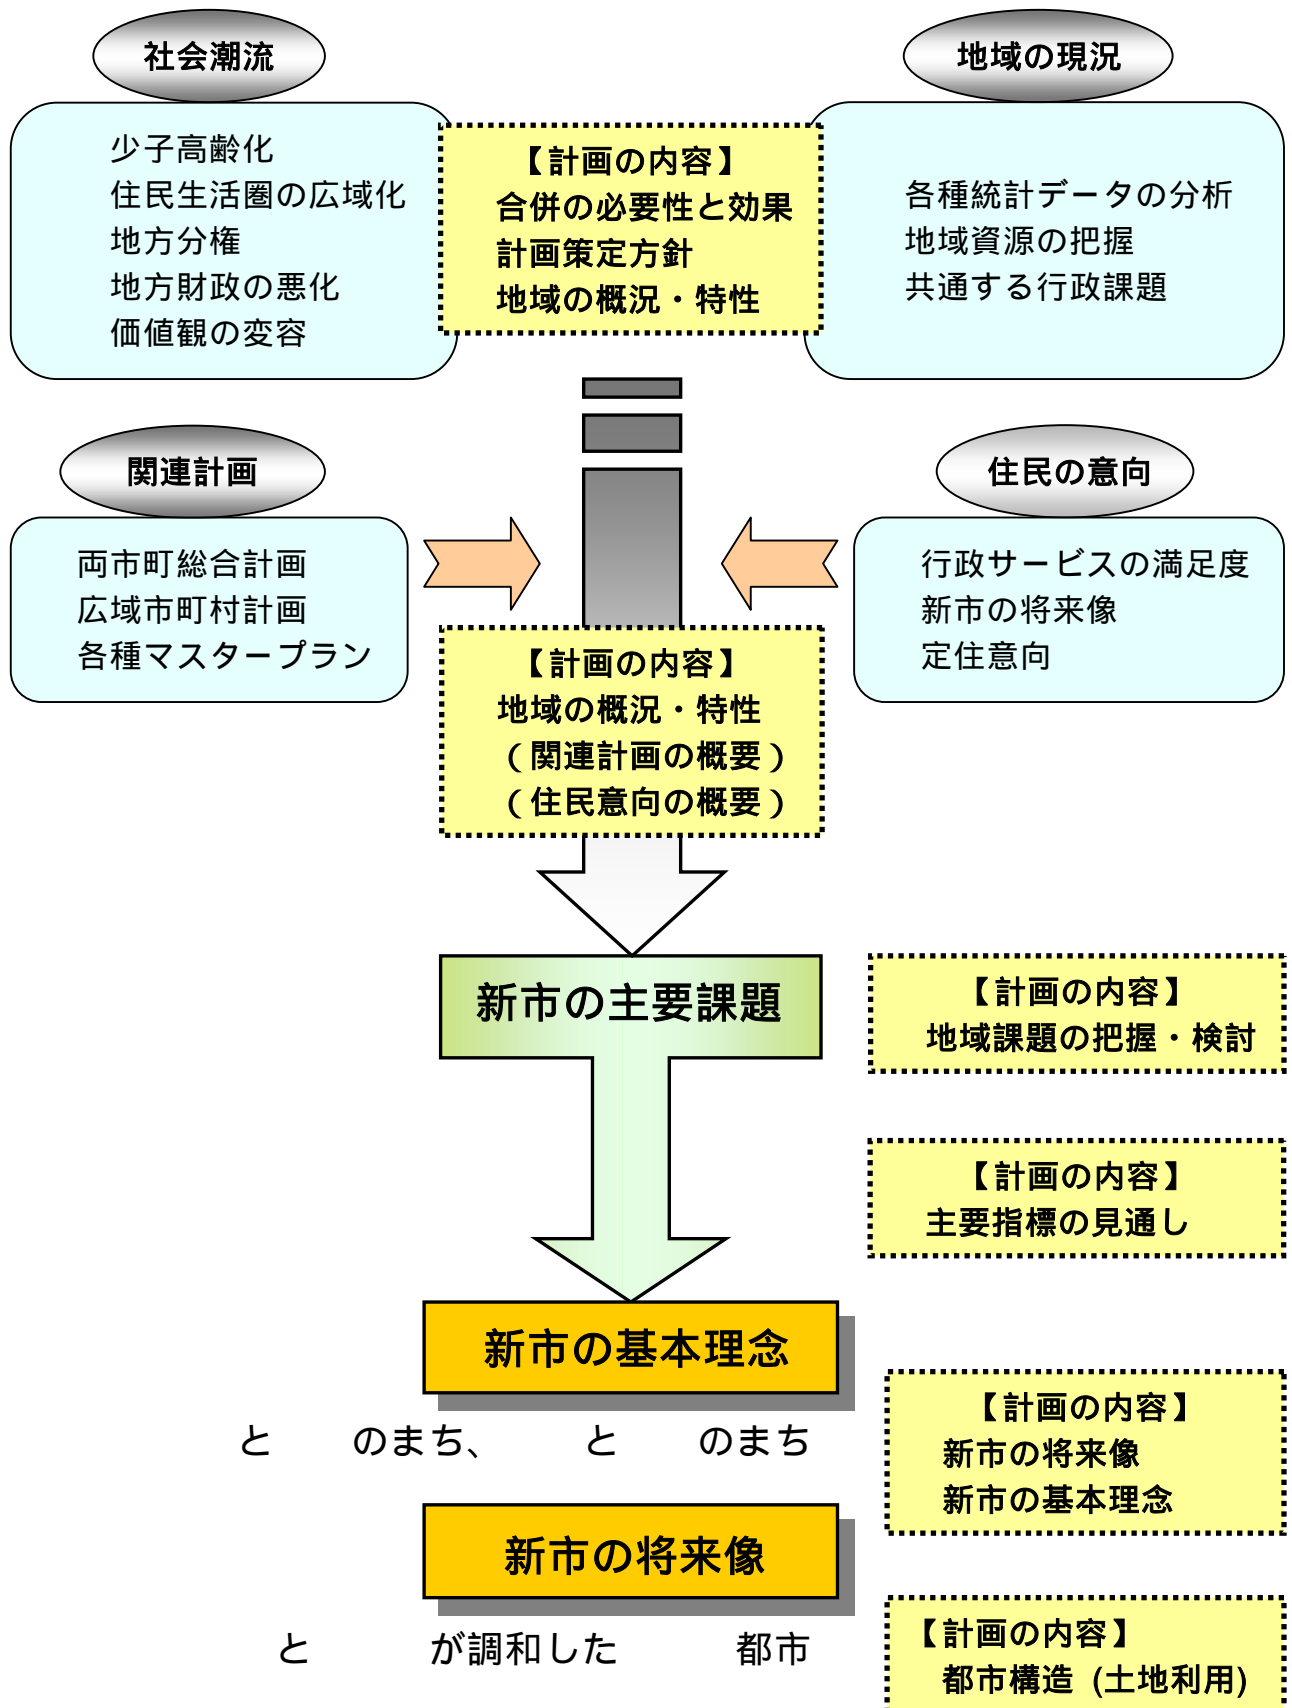 社会潮流
少子高齢化
住民生活圏の広域化
地方分権
地方財政の悪化
価値観の変容
【計画の内容】
合併の必要性と効果
計画策定方針
地域の概況・特性
地域の現況
各種統計データの分析
地域資源の把握
共通する行政課題
関連計画
両市町総合計画
広域市町村計画
各種マスタープラン
住民の意向
行政サービスの満足度
新市の将来像
定住意向
【計画の内容】
地域の概況・特性
（関連計画の概要）
（住民意向の概要）
新市の主要課題
【計画の内容】
地域課題の把握・検討
【計画の内容】
主要指標の見通し
新市の基本理念
と　　のまち、　　と　　のまち
【計画の内容】
新市の将来像
新市の基本理念
新市の将来像
と　　　が調和した　　　都市
【計画の内容】
都市構造 (土地利用)